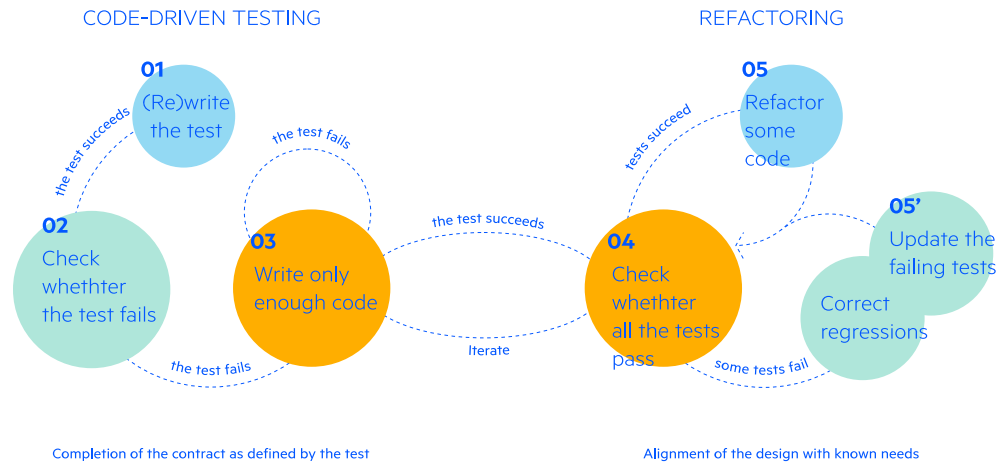 CODE-DRIVEN TESTING
REFACTORING
01
(Re)write
the test
the test succeeds
02
Check
whethter
the test fails
the test fails
the test fails
03
Write only
enough code
the test succeeds
Iterate
04
Check
whethter
all the tests
pass
tests succeed
05
Refactor
some
code
05’
Update the
failing tests
Correct
regressions
some tests fail
Completion of the contract as defined by the test
Alignment of the design with known needs